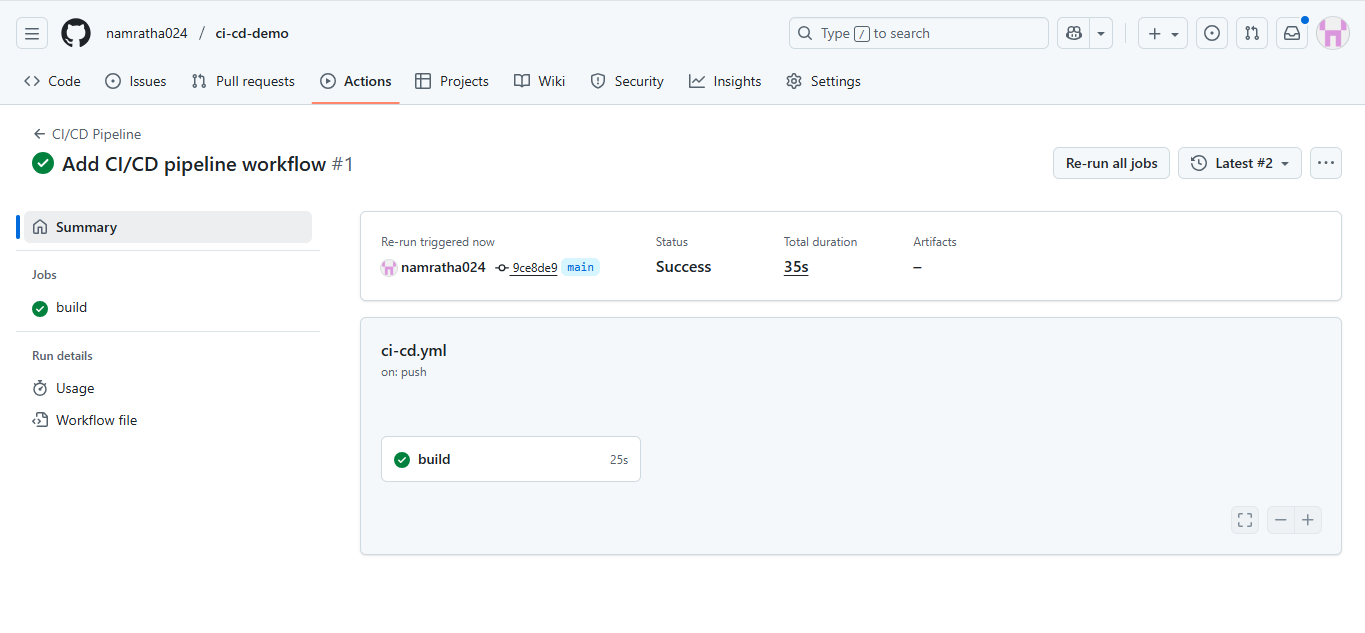 namratha024 / ci-cd-demo
Type / to search
Code Issues Pull requests Actions Projects Wiki Security Insights Settings
CI/CD Pipeline
Add CI/CD pipeline workflow #1
Re-run all jobs Latest #2
Summary
Jobs
build
Run details
Usage
Workflow file
Re-run triggered now Status Total duration Artifacts
namratha024 9ce8de9 main Success 35s –
ci-cd.yml
on: push
build 25s